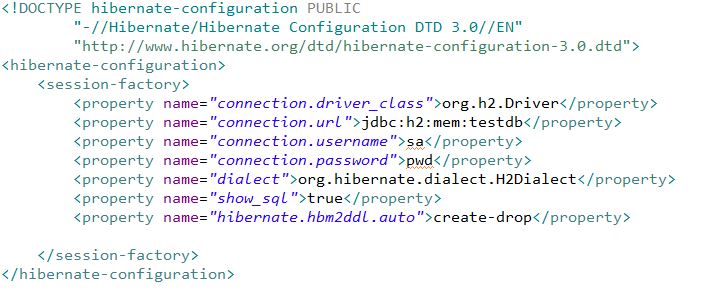 <!DOCTYPE hibernate-configuration PUBLIC
"-//Hibernate/Hibernate Configuration DTD 3.0//EN"
"http://www.hibernate.org/dtd/hibernate-configuration-3.0.dtd">
<hibernate-configuration>
<session-factory>
<property name="connection.driver_class">org.h2.Driver</property>
<property name="connection.url">jdbc:h2:mem:testdb</property>
<property name="connection.username">sa</property>
<property name="connection.password">pwd</property>
<property name="dialect">org.hibernate.dialect.H2Dialect</property>
<property name="show_sql">true</property>
<property name="hibernate.hbm2ddl.auto">create-drop</property>
</session-factory>
</hibernate-configuration>